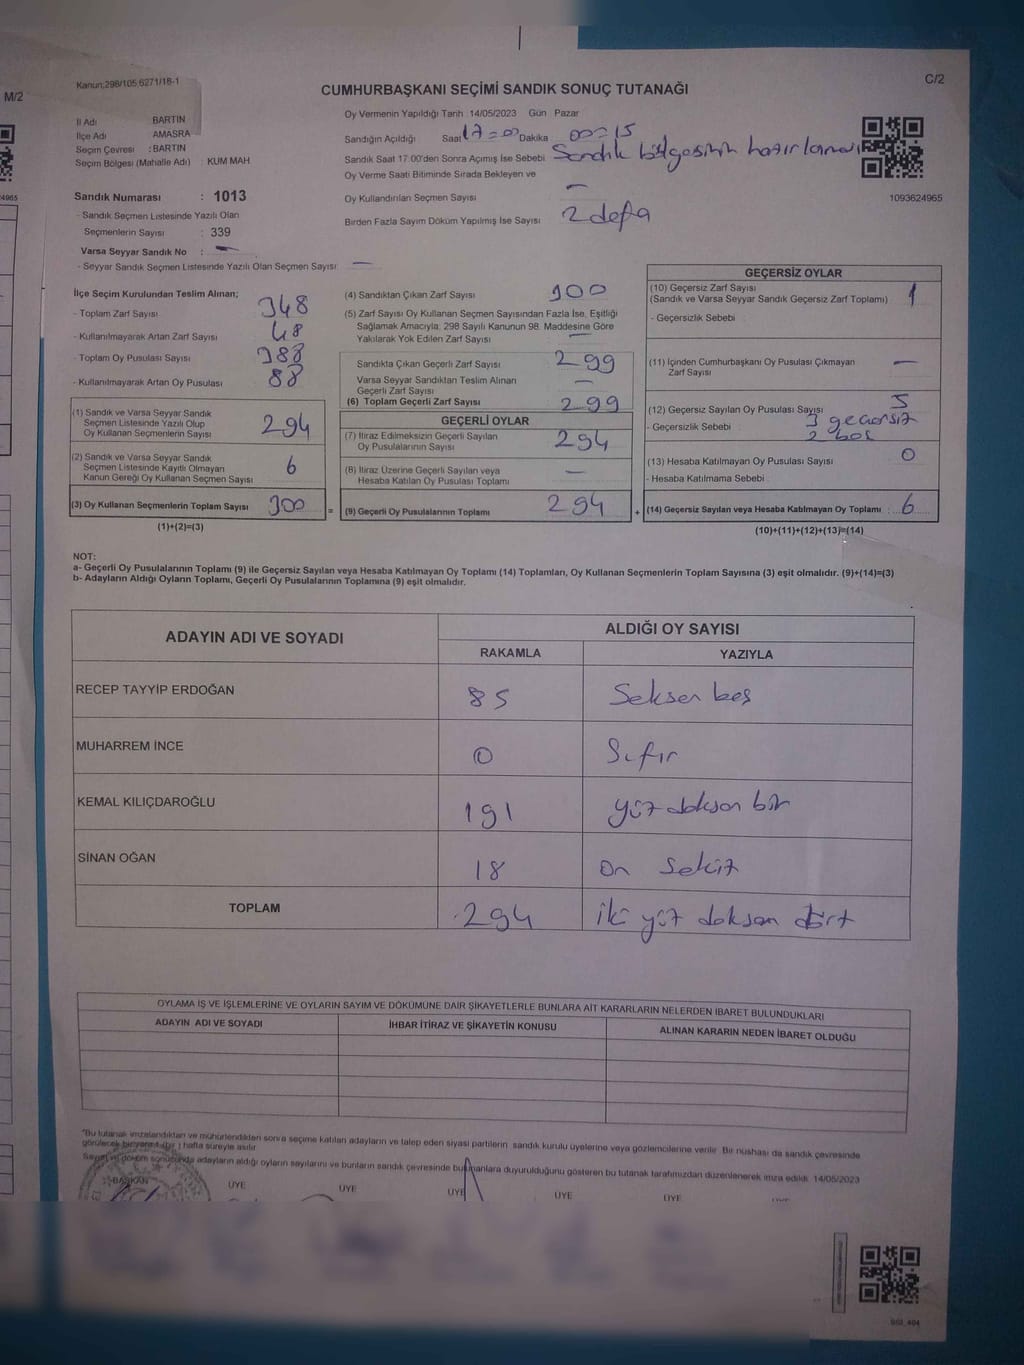 M/2
4965
Kanun:298/105,6271/18-1
C/2
CUMHURBAŞKANI SEÇİMİ SANDIK SONUÇ TUTANAĞI
İl Adı BARTIN
İlçe Adı AMASRA
Seçim Çevresi : BARTIN
Seçim Bölgesi (Mahalle Adı) : KUM MAH
Sandık Numarası : 1013
- Sandık Seçmen Listesinde Yazılı Olan
Seçmenlerin Sayısı : 339
Varsa Seyyar Sandık No : -
- Seyyar Sandık Seçmen Listesinde Yazılı Olan Seçmen Sayısı -
Oy Vermenin Yapıldığı Tarih :14/05/2023 Gün Pazar
Sandığın Açıldığı Saat 17=00 Dakika 00=15
Sandık Saat 17.00'den Sonra Açımış İse Sebebi Sandık bölgesinin hazırlanması
Oy Verme Saati Bitiminde Sırada Bekleyen ve
Oy Kullandırılan Seçmen Sayısı -
Birden Fazla Sayım Döküm Yapılmış İse Sayısı 2 defa
1093624965
İlçe Seçim Kurulundan Teslim Alınan;
- Toplam Zarf Sayısı 348
- Kullanılmayarak Artan Zarf Sayısı 48
- Toplam Oy Pusulası Sayısı 388
- Kullanılmayarak Artan Oy Pusulası 88
(1) Sandık ve Varsa Seyyar Sandık
Seçmen Listesinde Yazılı Olup
Oy Kullanan Seçmenlerin Sayısı 294
(2) Sandık ve Varsa Seyyar Sandık
Seçmen Listesinde Kayıtlı Olmayan
Kanun Gereği Oy Kullanan Seçmen Sayısı 6
(3) Oy Kullanan Seçmenlerin Toplam Sayısı 300
=
(1)+(2)=(3)
(4) Sandıktan Çıkan Zarf Sayısı 300
(5) Zarf Sayısı Oy Kullanan Seçmen Sayısından Fazla İse, Eşitliği
Sağlamak Amacıyla; 298 Sayılı Kanunun 98. Maddesine Göre
Yakılarak Yok Edilen Zarf Sayısı -
Sandıkta Çıkan Geçerli Zarf Sayısı 299
Varsa Seyyar Sandıktan Teslim Alınan
Geçerli Zarf Sayısı -
(6) Toplam Geçerli Zarf Sayısı 299
GEÇERLİ OYLAR
(7) İtiraz Edilmeksizin Geçerli Sayılan
Oy Pusulalarının Sayısı 294
(8) İtiraz Üzerine Geçerli Sayılan veya
Hesaba Katılan Oy Pusulası Toplamı -
(9) Geçerli Oy Pusulalarının Toplamı 294
+
GEÇERSİZ OYLAR
(10) Geçersiz Zarf Sayısı
(Sandık ve Varsa Seyyar Sandık Geçersiz Zarf Toplamı) 1
- Geçersizlik Sebebi
(11) İçinden Cumhurbaşkanı Oy Pusulası Çıkmayan
Zarf Sayısı -
(12) Geçersiz Sayılan Oy Pusulası Sayısı 5
- Geçersizlik Sebebi 3 geçersiz
2 boş
(13) Hesaba Katılmayan Oy Pusulası Sayısı 0
- Hesaba Katılmama Sebebi
(14) Geçersiz Sayılan veya Hesaba Katılmayan Oy Toplamı : 6
(10)+(11)+(12)+(13)=(14)
NOT:
a- Geçerli Oy Pusulalarının Toplamı (9) ile Geçersiz Sayılan veya Hesaba Katılmayan Oy Toplamı (14) Toplamları, Oy Kullanan Seçmenlerin Toplam Sayısına (3) eşit olmalıdır. (9)+(14)=(3)
b- Adayların Aldığı Oyların Toplamı, Geçerli Oy Pusulalarının Toplamına (9) eşit olmalıdır.
ADAYIN ADI VE SOYADI ALDIĞI OY SAYISI
RAKAMLA YAZIYLA
RECEP TAYYİP ERDOĞAN 85 Seksen beş
MUHARREM İNCE 0 Sıfır
KEMAL KILIÇDAROĞLU 191 yüz doksan bir
SİNAN OĞAN 18 on sekiz
TOPLAM 294 iki yüz doksan dört
OYLAMA İŞ VE İŞLEMLERİNE VE OYLARIN SAYIM VE DÖKÜMÜNE DAİR ŞİKAYETLERLE BUNLARA AİT KARARLARIN NELERDEN İBARET BULUNDUKLARI
ADAYIN ADI VE SOYADI İHBAR İTİRAZ VE ŞİKAYETİN KONUSU ALINAN KARARIN NEDEN İBARET OLDUĞU
"Bu tutanak imzalandıktan ve mühürlendikten sonra seçime katılan adayların ve talep eden siyasi partilerin sandık kurulu üyelerine veya gözlemcilerine verilir. Bir nüshası da sandık çevresinde
görülecek bir yere 1 (bir) hafta süreyle asılır
Sayım ve döküm sonucunda adayların aldığı oyların sayılarını ve bunların sandık çevresinde bulunanlara duyurulduğunu gösteren bu tutanak tarafımızdan düzenlenerek imza edildi. 14/05/2023
BAŞKAN ÜYE ÜYE ÜYE ÜYE ÜYE